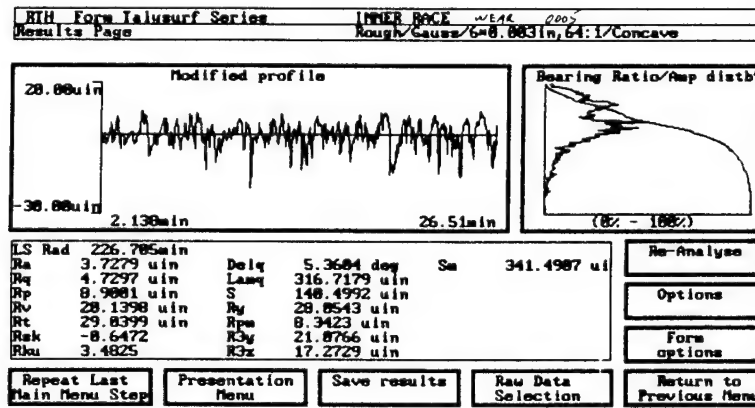 RTH Form Talysurf Series INNER RACE WEAR
Results Page Rough/Gauss/6*0.003in,64:1/Concave
Modified profile
20.00uin
-30.00uin
2.130min 26.51min
Bearing Ratio/Amp distb
(0% - 100%)
LS Rad 226.705min
Ra 3.7279 uin Delq 5.3604 deg Sm 341.4907 ui
Rq 4.7297 uin Lamq 316.7179 uin
Rp 8.9001 uin S 140.4992 uin
Rv 20.1398 uin Ry 28.0543 uin
Rt 29.0399 uin Rpm 8.3423 uin
Rsk -0.6472 R3y 21.0766 uin
Rku 3.4825 R3z 17.2729 uin
Re-Analyse
Options
Form options
Repeat Last Main Menu Step
Presentation Menu
Save results
Raw Data Selection
Return to Previous Menu